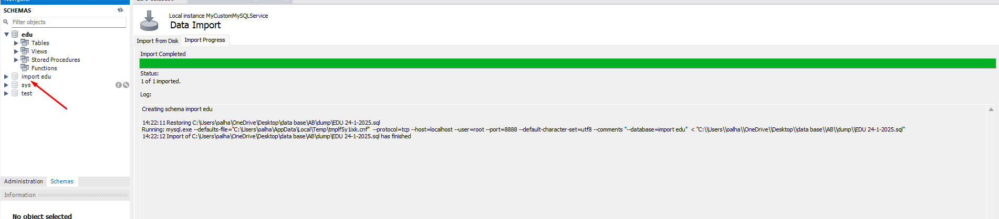 Navigator
SCHEMAS
Filter objects
edu
Tables
Views
Stored Procedures
Functions
import edu
sys
test
Administration Schemas
Information
No object selected
Local instance MyCustomMySQLService
Data Import
Import from Disk Import Progress
Import Completed
Status:
1 of 1 imported.
Log:
Creating schema import edu
14:22:11 Restoring C:\Users\oalha\OneDrive\Desktop\data base\AB\dump\EDU 24-1-2025.sql
Running: mysql.exe --defaults-file="C:\Users\oalha\AppData\Local\Temp\tmplf5y1ixk.cnf" --protocol=tcp --host=localhost --user=root --port=8888 --default-character-set=utf8 --comments "--database=import edu" < "C:\\Users\\oalha\\OneDrive\\Desktop\\data base\\AB\\dump\\EDU 24-1-2025.sql"
14:22:12 Import of C:\Users\oalha\OneDrive\Desktop\data base\AB\dump\EDU 24-1-2025.sql has finished